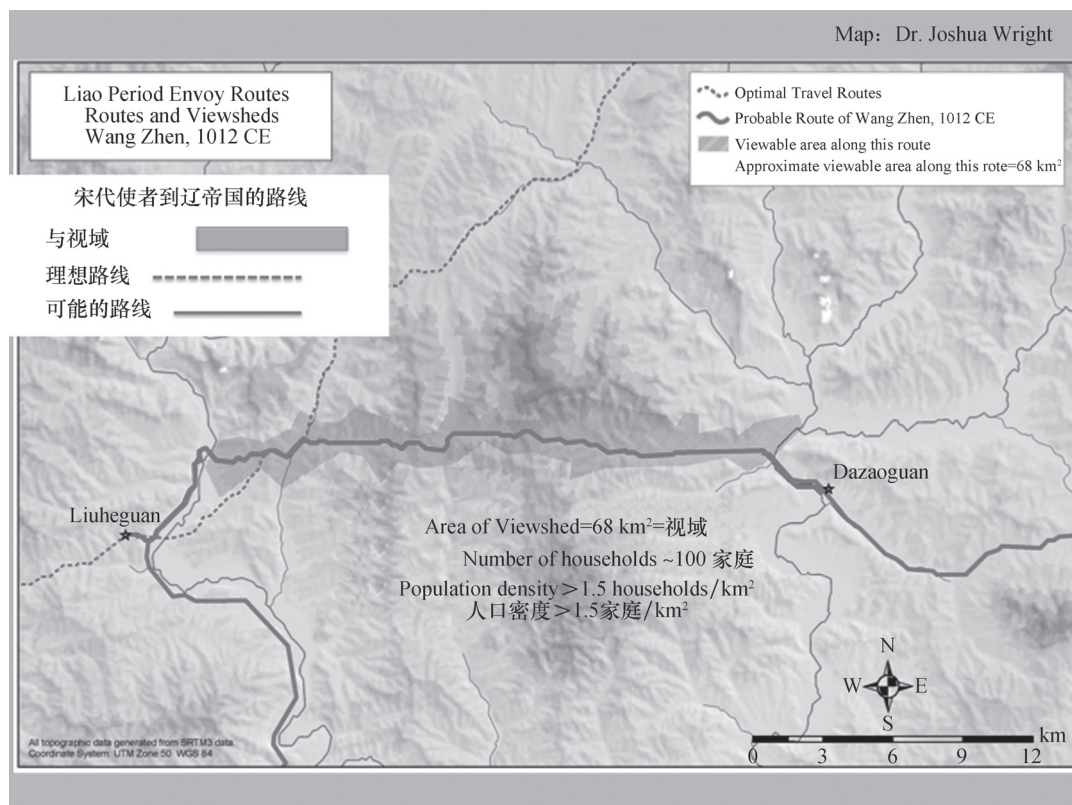 Map：Dr. Joshua Wright
Liao Period Envoy Routes
Routes and Viewsheds
Wang Zhen, 1012 CE
Optimal Travel Routes
Probable Route of Wang Zhen, 1012 CE
Viewable area along this route
Approximate viewable area along this rote=68 km²
宋代使者到辽帝国的路线
与视域
理想路线
可能的路线
Dazaoguan
Liuheguan
Area of Viewshed=68 km²=视域
Number of households ~100 家庭
Population density＞1.5 households/km²
人口密度＞1.5家庭/km²
N
W E
S
km
0 3 6 9 12
All topographic data generated from SRTM3 data.
Coordinate System: UTM Zone 50 WGS 84